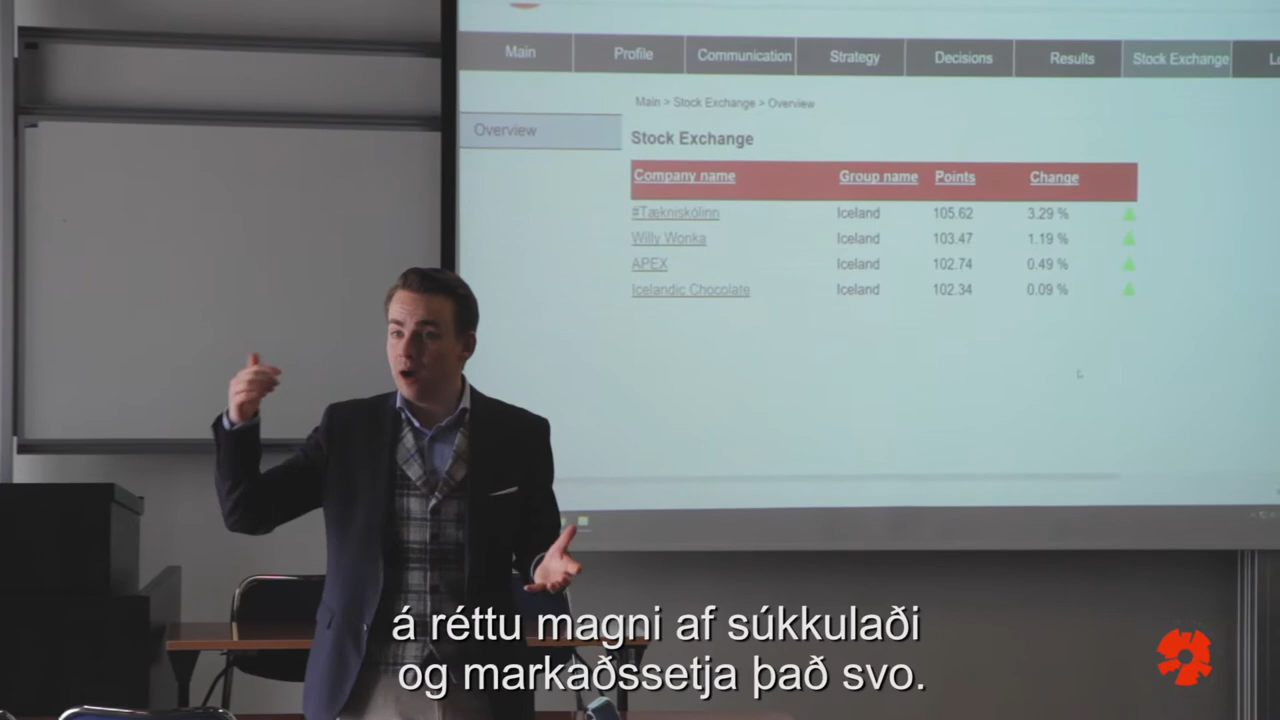 Main Profile Communication Strategy Decisions Results Stock Exchange
Main > Stock Exchange > Overview
Overview
Stock Exchange
Company name Group name Points Change
#Tækniskólinn Iceland 105.62 3.29 %
Willy Wonka Iceland 103.47 1.19 %
APEX Iceland 102.74 0.49 %
Icelandic Chocolate Iceland 102.34 0.09 %
á réttu magni af súkkulaði
og markaðssetja það svo.